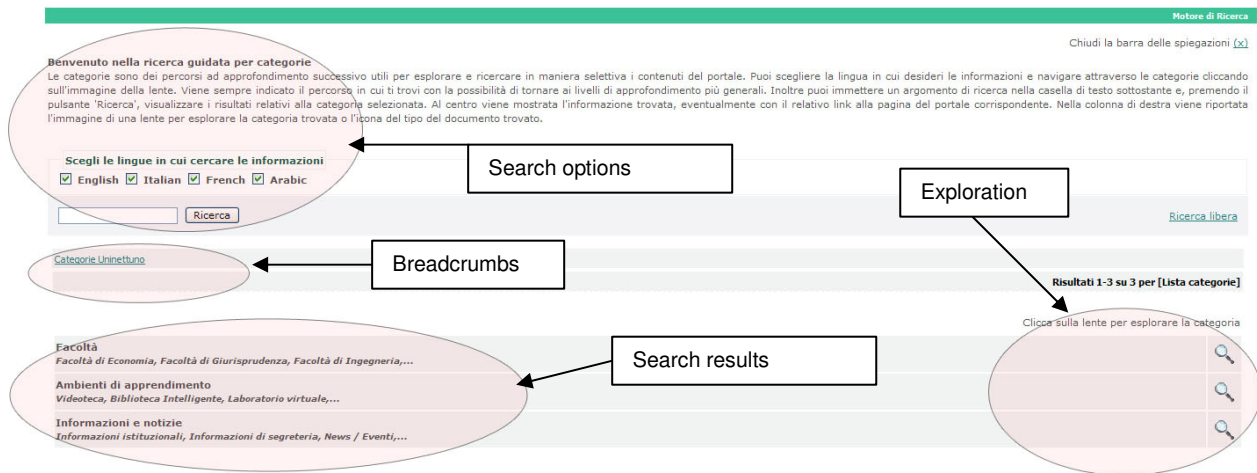 Motore di Ricerca
Chiudi la barra delle spiegazioni (x)
Benvenuto nella ricerca guidata per categorie
Le categorie sono dei percorsi ad approfondimento successivo utili per esplorare e ricercare in maniera selettiva i contenuti del portale. Puoi scegliere la lingua in cui desideri le informazioni e navigare attraverso le categorie cliccando
sull'immagine della lente. Viene sempre indicato il percorso in cui ti trovi con la possibilità di tornare ai livelli di approfondimento più generali. Inoltre puoi immettere un argomento di ricerca nella casella di testo sottostante e, premendo il
pulsante 'Ricerca', visualizzare i risultati relativi alla categoria selezionata. Al centro viene mostrata l'informazione trovata, eventualmente con il relativo link alla pagina del portale corrispondente. Nella colonna di destra viene riportata
l'immagine di una lente per esplorare la categoria trovata o l'icona del tipo del documento trovato.
Scegli le lingue in cui cercare le informazioni
English Italian French Arabic
Search options
Exploration
Ricerca
Ricerca libera
Categorie Uninettuno
Breadcrumbs
Risultati 1-3 su 3 per [Lista categorie]
Clicca sulla lente per esplorare la categoria
Facoltà
Facoltà di Economia, Facoltà di Giurisprudenza, Facoltà di Ingegneria,...
Search results
Ambienti di apprendimento
Videoteca, Biblioteca Intelligente, Laboratorio virtuale,...
Informazioni e notizie
Informazioni istituzionali, Informazioni di segreteria, News / Eventi,...